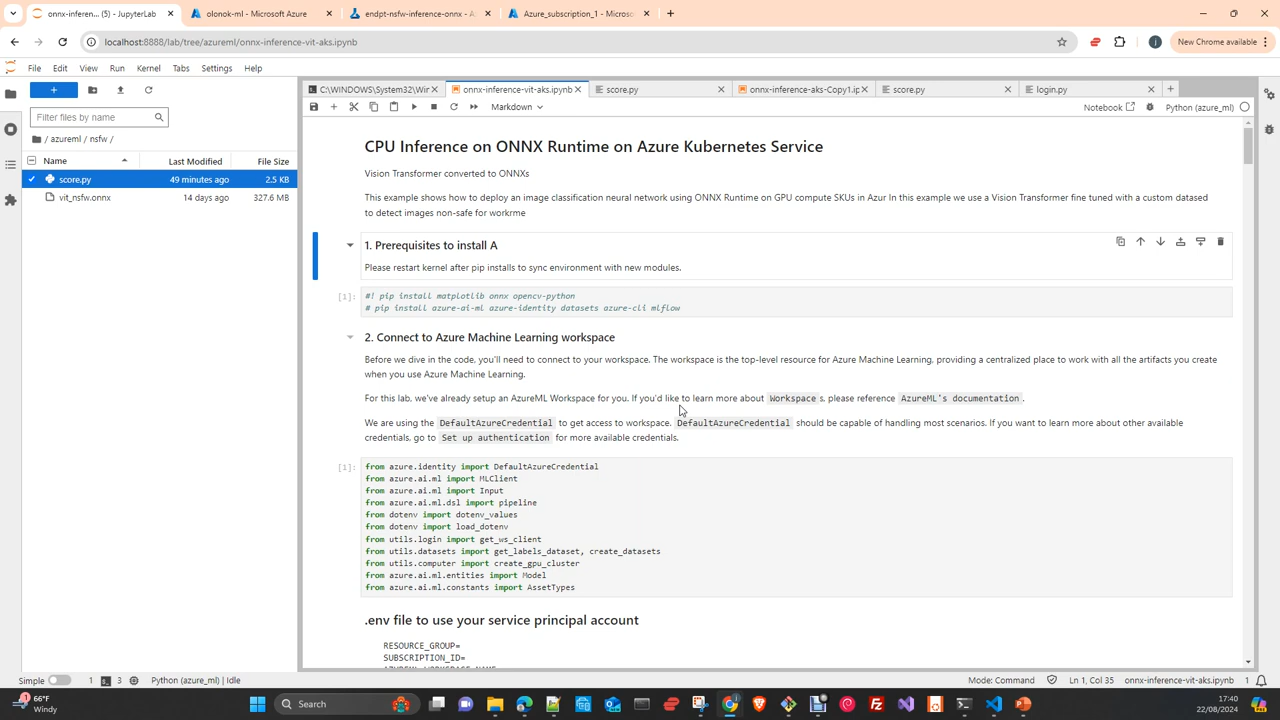 onnx-inferen... (5) - JupyterLab
olonok-ml - Microsoft Azure
endpt-nsfw-inference-onnx - A
Azure_subscription_1 - Microso
localhost:8888/lab/tree/azureml/onnx-inference-vit-aks.ipynb
New Chrome available
File Edit View Run Kernel Tabs Settings Help
C:\WINDOWS\System32\Wir
onnx-inference-vit-aks.ipynb
score.py
onnx-inference-aks-Copy1.ip
score.py
login.py
Markdown
Notebook
Python (azure_ml)
Filter files by name
/ azureml / nsfw /
Name Last Modified File Size
score.py 49 minutes ago 2.5 KB
vit_nsfw.onnx 14 days ago 327.6 MB
CPU Inference on ONNX Runtime on Azure Kubernetes Service
Vision Transformer converted to ONNXs
This example shows how to deploy an image classification neural network using ONNX Runtime on GPU compute SKUs in Azur In this example we use a Vision Transformer fine tuned with a custom datased
to detect images non-safe for workrme
1. Prerequisites to install A
Please restart kernel after pip installs to sync environment with new modules.
[1]: #! pip install matplotlib onnx opencv-python
# pip install azure-ai-ml azure-identity datasets azure-cli mlflow
2. Connect to Azure Machine Learning workspace
Before we dive in the code, you'll need to connect to your workspace. The workspace is the top-level resource for Azure Machine Learning, providing a centralized place to work with all the artifacts you create
when you use Azure Machine Learning.
For this lab, we've already setup an AzureML Workspace for you. If you'd like to learn more about Workspace s, please reference AzureML's documentation .
We are using the DefaultAzureCredential to get access to workspace. DefaultAzureCredential should be capable of handling most scenarios. If you want to learn more about other available
credentials, go to Set up authentication for more available credentials.
[1]: from azure.identity import DefaultAzureCredential
from azure.ai.ml import MLClient
from azure.ai.ml import Input
from azure.ai.ml.dsl import pipeline
from dotenv import dotenv_values
from dotenv import load_dotenv
from utils.login import get_ws_client
from utils.datasets import get_labels_dataset, create_datasets
from utils.computer import create_gpu_cluster
from azure.ai.ml.entities import Model
from azure.ai.ml.constants import AssetTypes
.env file to use your service principal account
RESOURCE_GROUP=
SUBSCRIPTION_ID=
Simple 1 3 Python (azure_ml) | Idle
Mode: Command Ln 1, Col 35 onnx-inference-vit-aks.ipynb 1
66°F
Windy
Search
17:40
22/08/2024